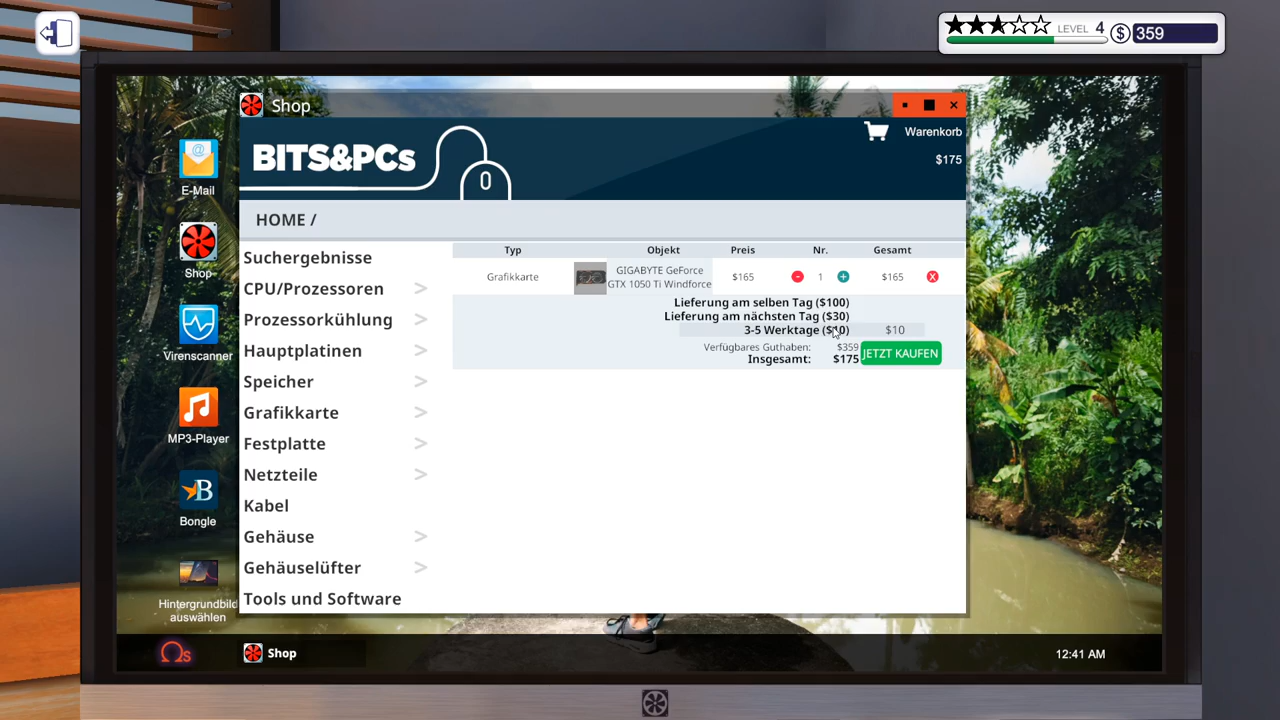 LEVEL 4 $ 359
Shop
Warenkorb
$175
BITS&PCs
HOME /
E-Mail
Shop
Virenscanner
MP3-Player
Bongle
Hintergrundbild
auswählen
Suchergebnisse
CPU/Prozessoren >
Prozessorkühlung >
Hauptplatinen >
Speicher >
Grafikkarte >
Festplatte >
Netzteile >
Kabel
Gehäuse >
Gehäuselüfter >
Tools und Software
Typ Objekt Preis Nr. Gesamt
Grafikkarte GIGABYTE GeForce GTX 1050 Ti Windforce $165 - 1 + $165 X
Lieferung am selben Tag ($100)
Lieferung am nächsten Tag ($30)
3-5 Werktage ($10) $10
Verfügbares Guthaben: $359
Insgesamt: $175 JETZT KAUFEN
Ωs Shop 12:41 AM